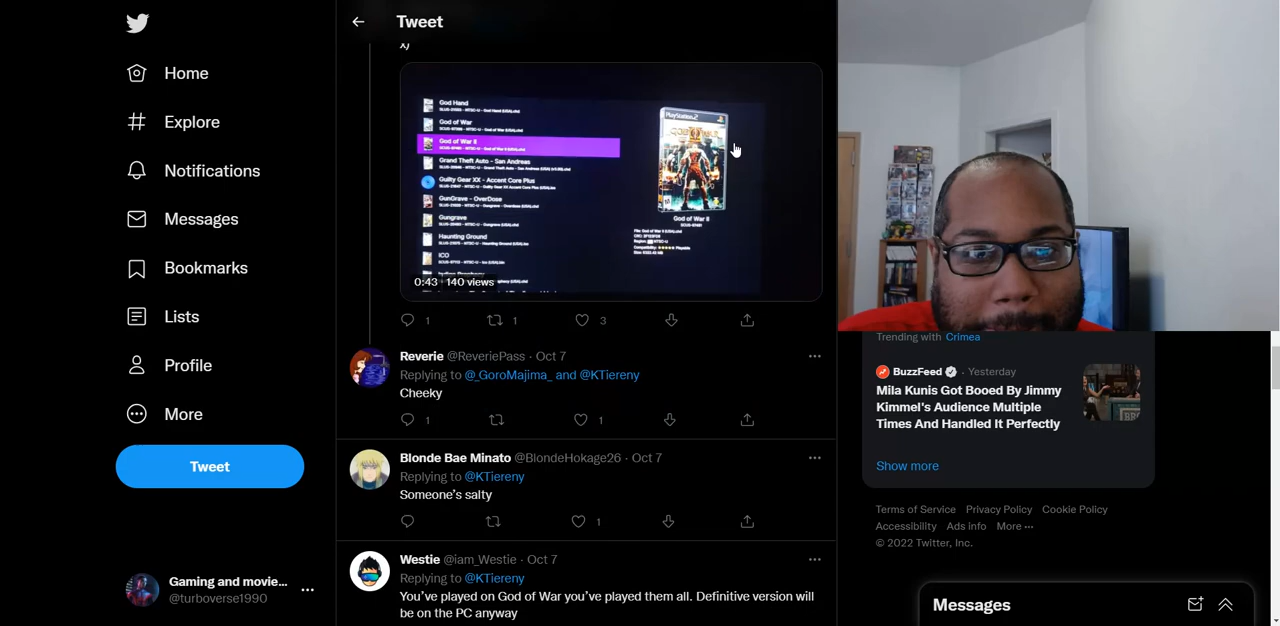 Tweet
x)
Home
Explore
Notifications
Messages
Bookmarks
Lists
Profile
More
Tweet
Gaming and movie...
@turboverse1990
God Hand
God of War
God of War II
Grand Theft Auto - San Andreas
Guilty Gear XX - Accent Core Plus
GunGrave - OverDose
Gungrave
Haunting Ground
ICO
PlayStation 2
God of War II
0:43 140 views
1 1 3
Reverie @ReveriePass · Oct 7
Replying to @_GoroMajima_ and @KTiereny
Cheeky
1 1
Blonde Bae Minato @BlondeHokage26 · Oct 7
Replying to @KTiereny
Someone's salty
1
Westie @iam_Westie · Oct 7
Replying to @KTiereny
You've played on God of War you've played them all. Definitive version will
be on the PC anyway
Trending with Crimea
BuzzFeed · Yesterday
Mila Kunis Got Booed By Jimmy
Kimmel's Audience Multiple
Times And Handled It Perfectly
Show more
Terms of Service Privacy Policy Cookie Policy
Accessibility Ads info More ···
© 2022 Twitter, Inc.
Messages